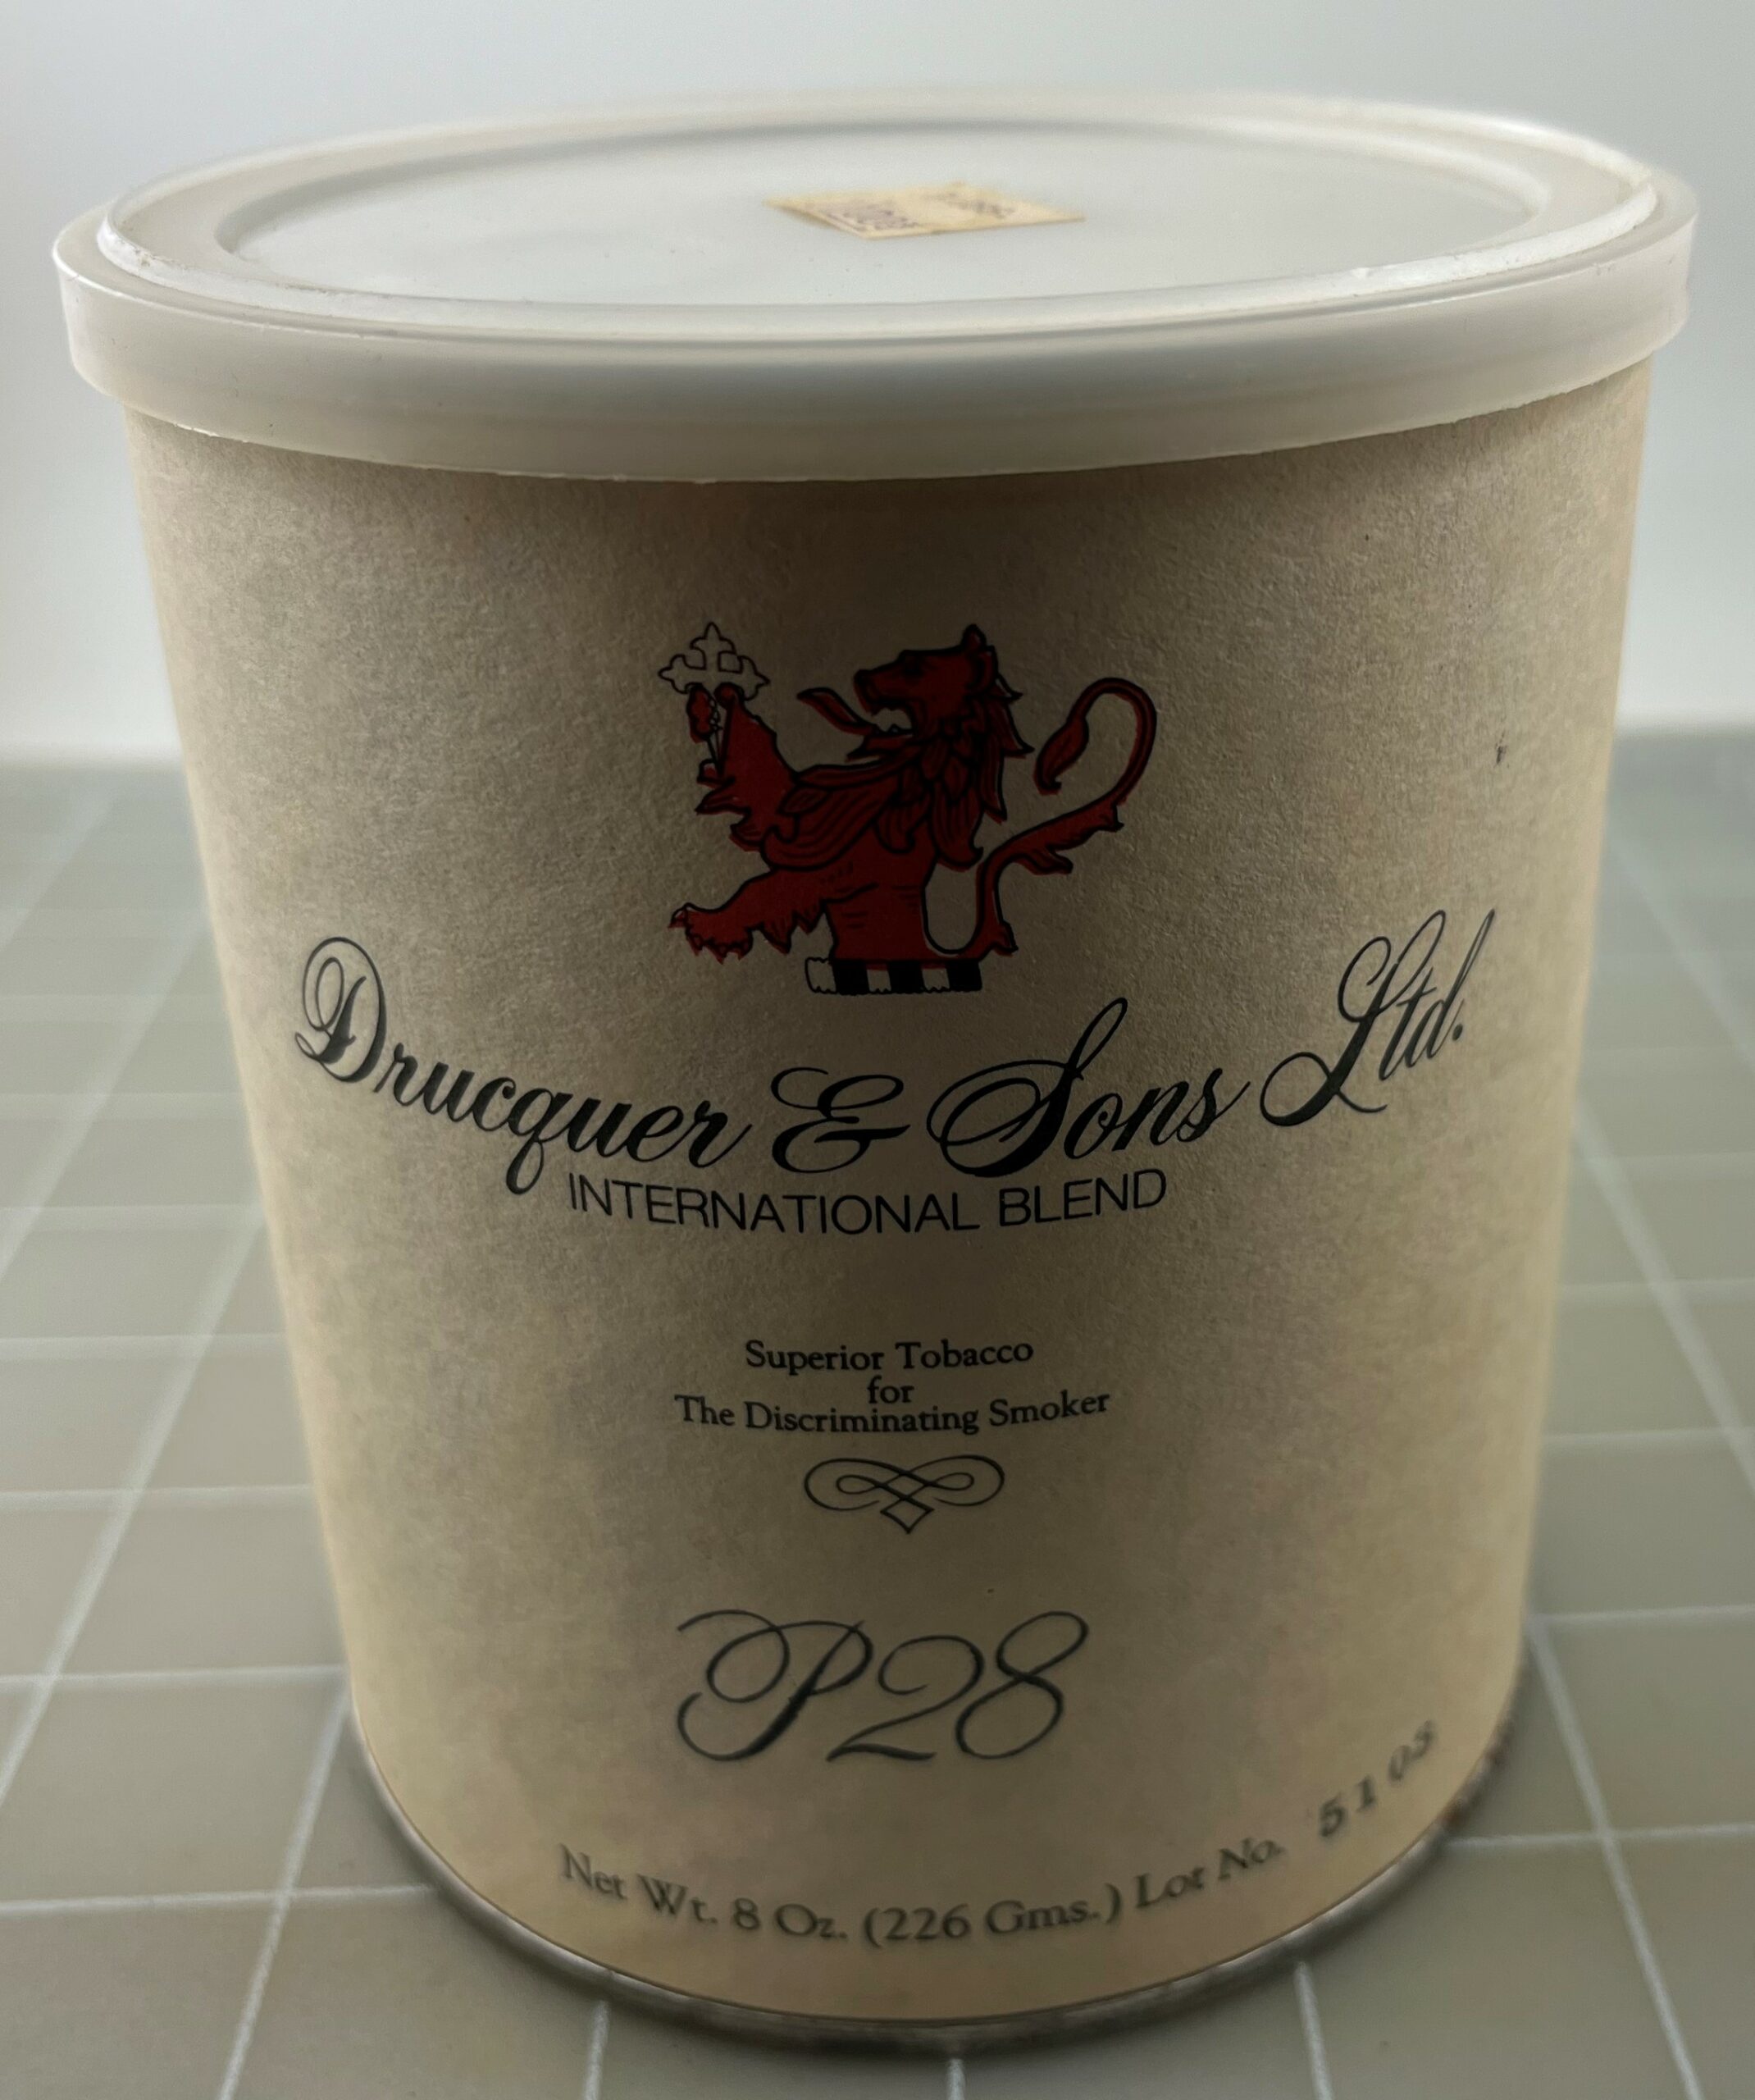 Drucquer & Sons Ltd.
INTERNATIONAL BLEND
Superior Tobacco
for
The Discriminating Smoker
P28
Net Wt. 8 Oz. (226 Gms.) Lot No. 5103